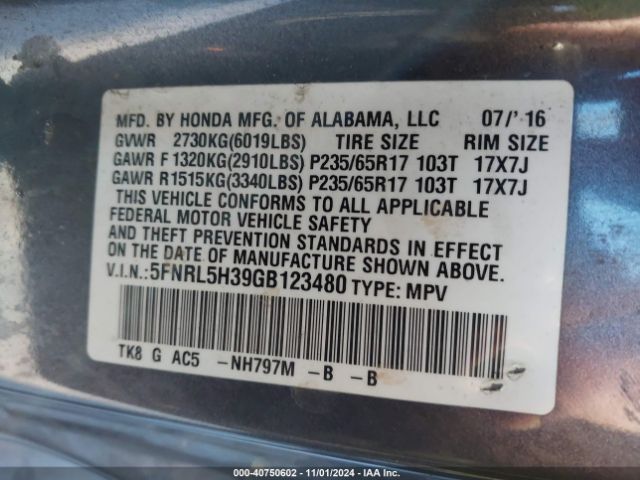 MFD. BY HONDA MFG. OF ALABAMA, LLC 07/'16
GVWR 2730KG(6019LBS) TIRE SIZE RIM SIZE
GAWR F 1320KG(2910LBS) P235/65R17 103T 17X7J
GAWR R1515KG(3340LBS) P235/65R17 103T 17X7J
THIS VEHICLE CONFORMS TO ALL APPLICABLE
FEDERAL MOTOR VEHICLE SAFETY
AND THEFT PREVENTION STANDARDS IN EFFECT
ON THE DATE OF MANUFACTURE SHOWN ABOVE.
V.I.N.:5FNRL5H39GB123480 TYPE: MPV
TK8 G AC5 -NH797M -B -B
000-40750602 - 11/01/2024 - IAA Inc.